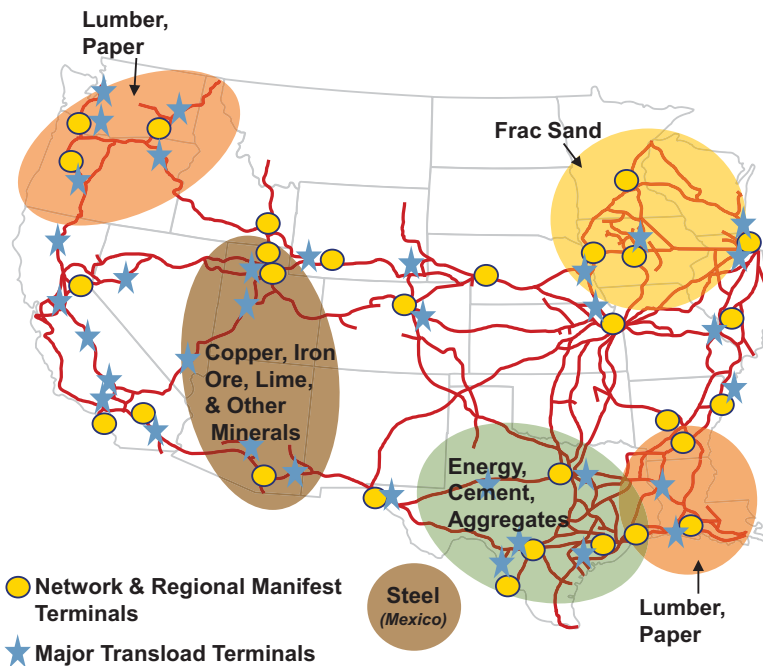 Lumber,
Paper
Frac Sand
Copper, Iron
Ore, Lime,
& Other
Minerals
Energy,
Cement,
Aggregates
Network & Regional Manifest
Terminals
Major Transload Terminals
Steel
(Mexico)
Lumber,
Paper